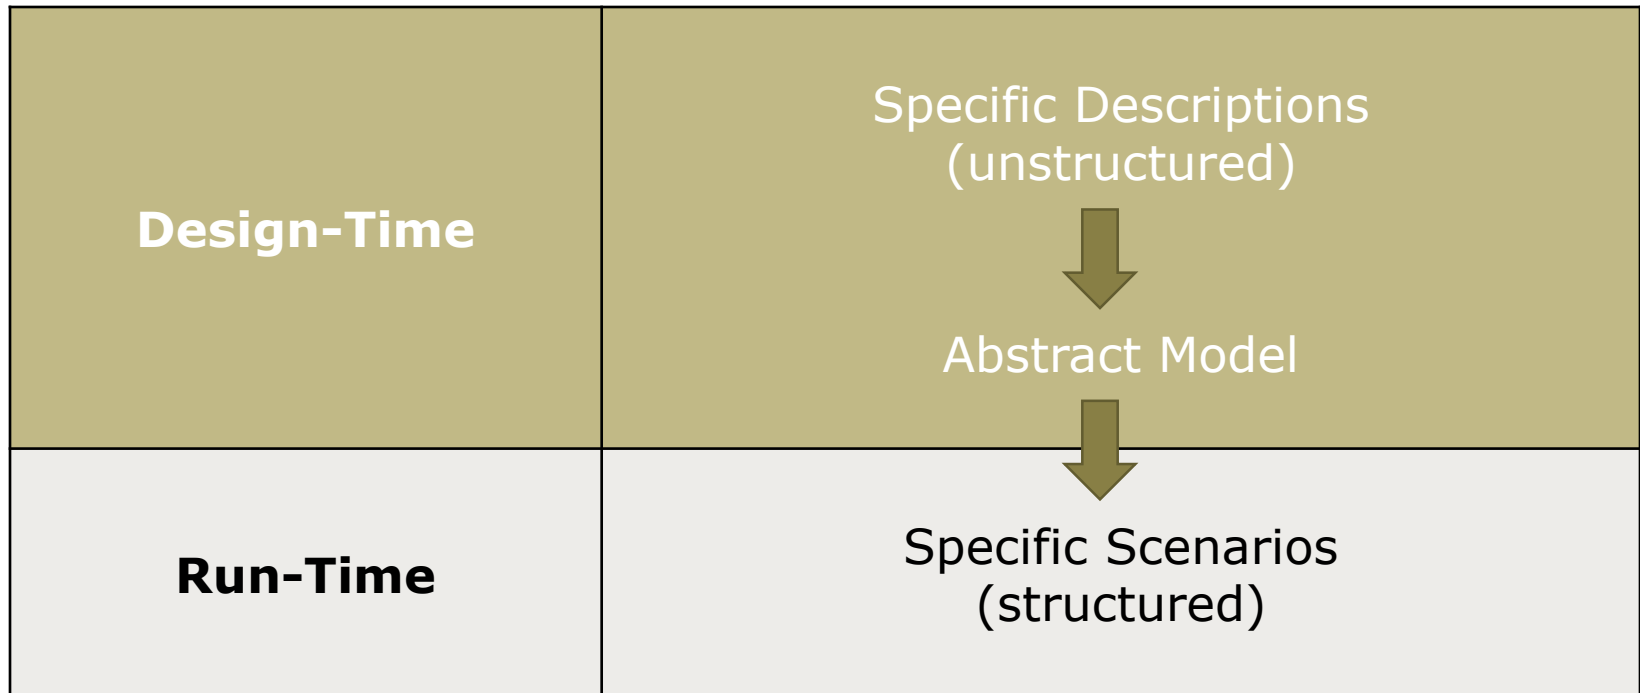 Design-Time
Specific Descriptions
(unstructured)
Abstract Model
Run-Time
Specific Scenarios
(structured)